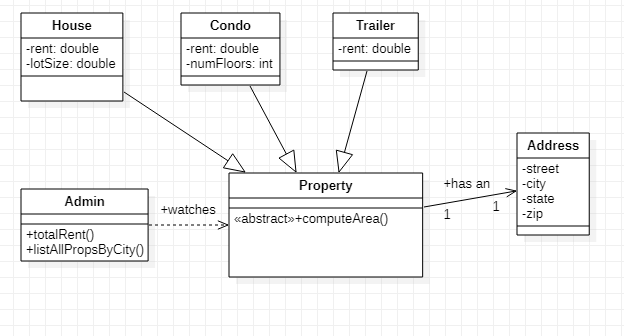 House
-rent: double
-lotSize: double
Condo
-rent: double
-numFloors: int
Trailer
-rent: double
Address
-street
-city
-state
-zip
Property
«abstract»+computeArea()
+has an
1
1
Admin
+totalRent()
+listAllPropsByCity()
+watches